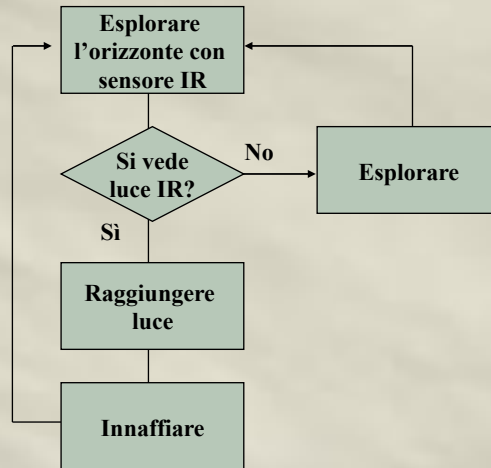 Esplorare
l’orizzonte con
sensore IR
Si vede
luce IR?
No
Esplorare
Sì
Raggiungere
luce
Innaffiare